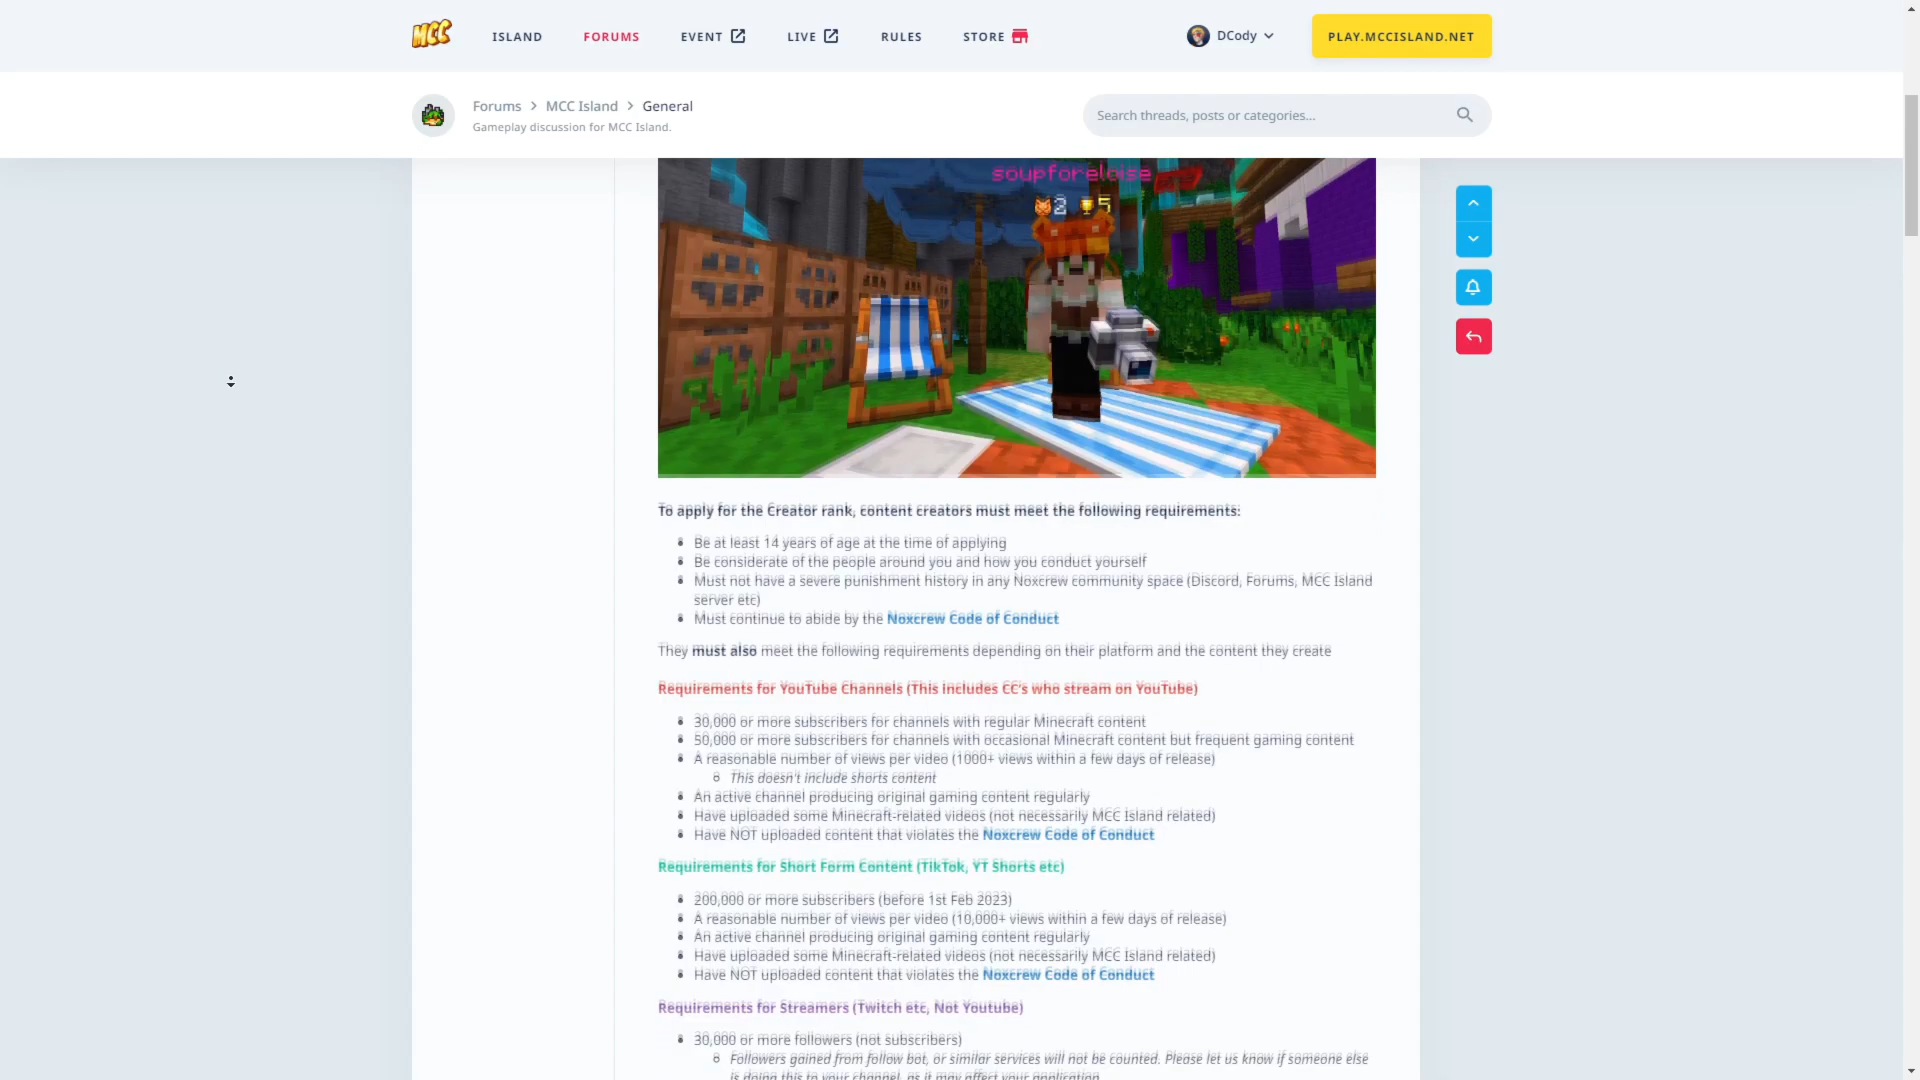 MCC
ISLAND
FORUMS
EVENT
LIVE
RULES
STORE
DCody
PLAY.MCCISLAND.NET
Forums > MCC Island > General
Gameplay discussion for MCC Island.
Search threads, posts or categories...
soupforeloise
2 5
To apply for the Creator rank, content creators must meet the following requirements:
Be at least 14 years of age at the time of applying
Be considerate of the people around you and how you conduct yourself
Must not have a severe punishment history in any Noxcrew community space (Discord, Forums, MCC Island
server etc)
Must continue to abide by the Noxcrew Code of Conduct
They must also meet the following requirements depending on their platform and the content they create
Requirements for YouTube Channels (This includes CC's who stream on YouTube)
30,000 or more subscribers for channels with regular Minecraft content
50,000 or more subscribers for channels with occasional Minecraft content but frequent gaming content
A reasonable number of views per video (1000+ views within a few days of release)
This doesn't include shorts content
An active channel producing original gaming content regularly
Have uploaded some Minecraft-related videos (not necessarily MCC Island related)
Have NOT uploaded content that violates the Noxcrew Code of Conduct
Requirements for Short Form Content (TikTok, YT Shorts etc)
200,000 or more subscribers (before 1st Feb 2023)
A reasonable number of views per video (10,000+ views within a few days of release)
An active channel producing original gaming content regularly
Have uploaded some Minecraft-related videos (not necessarily MCC Island related)
Have NOT uploaded content that violates the Noxcrew Code of Conduct
Requirements for Streamers (Twitch etc, Not Youtube)
30,000 or more followers (not subscribers)
Followers gained from follow bot, or similar services will not be counted. Please let us know if someone else
is doing this to your channel, as it may affect your application